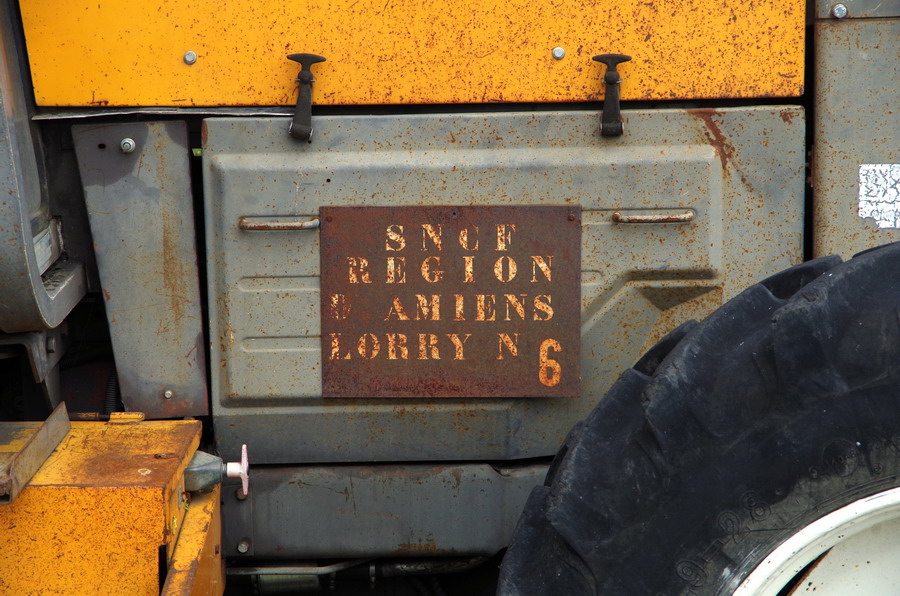 SNCF
REGION
AMIENS
LORRY N 6